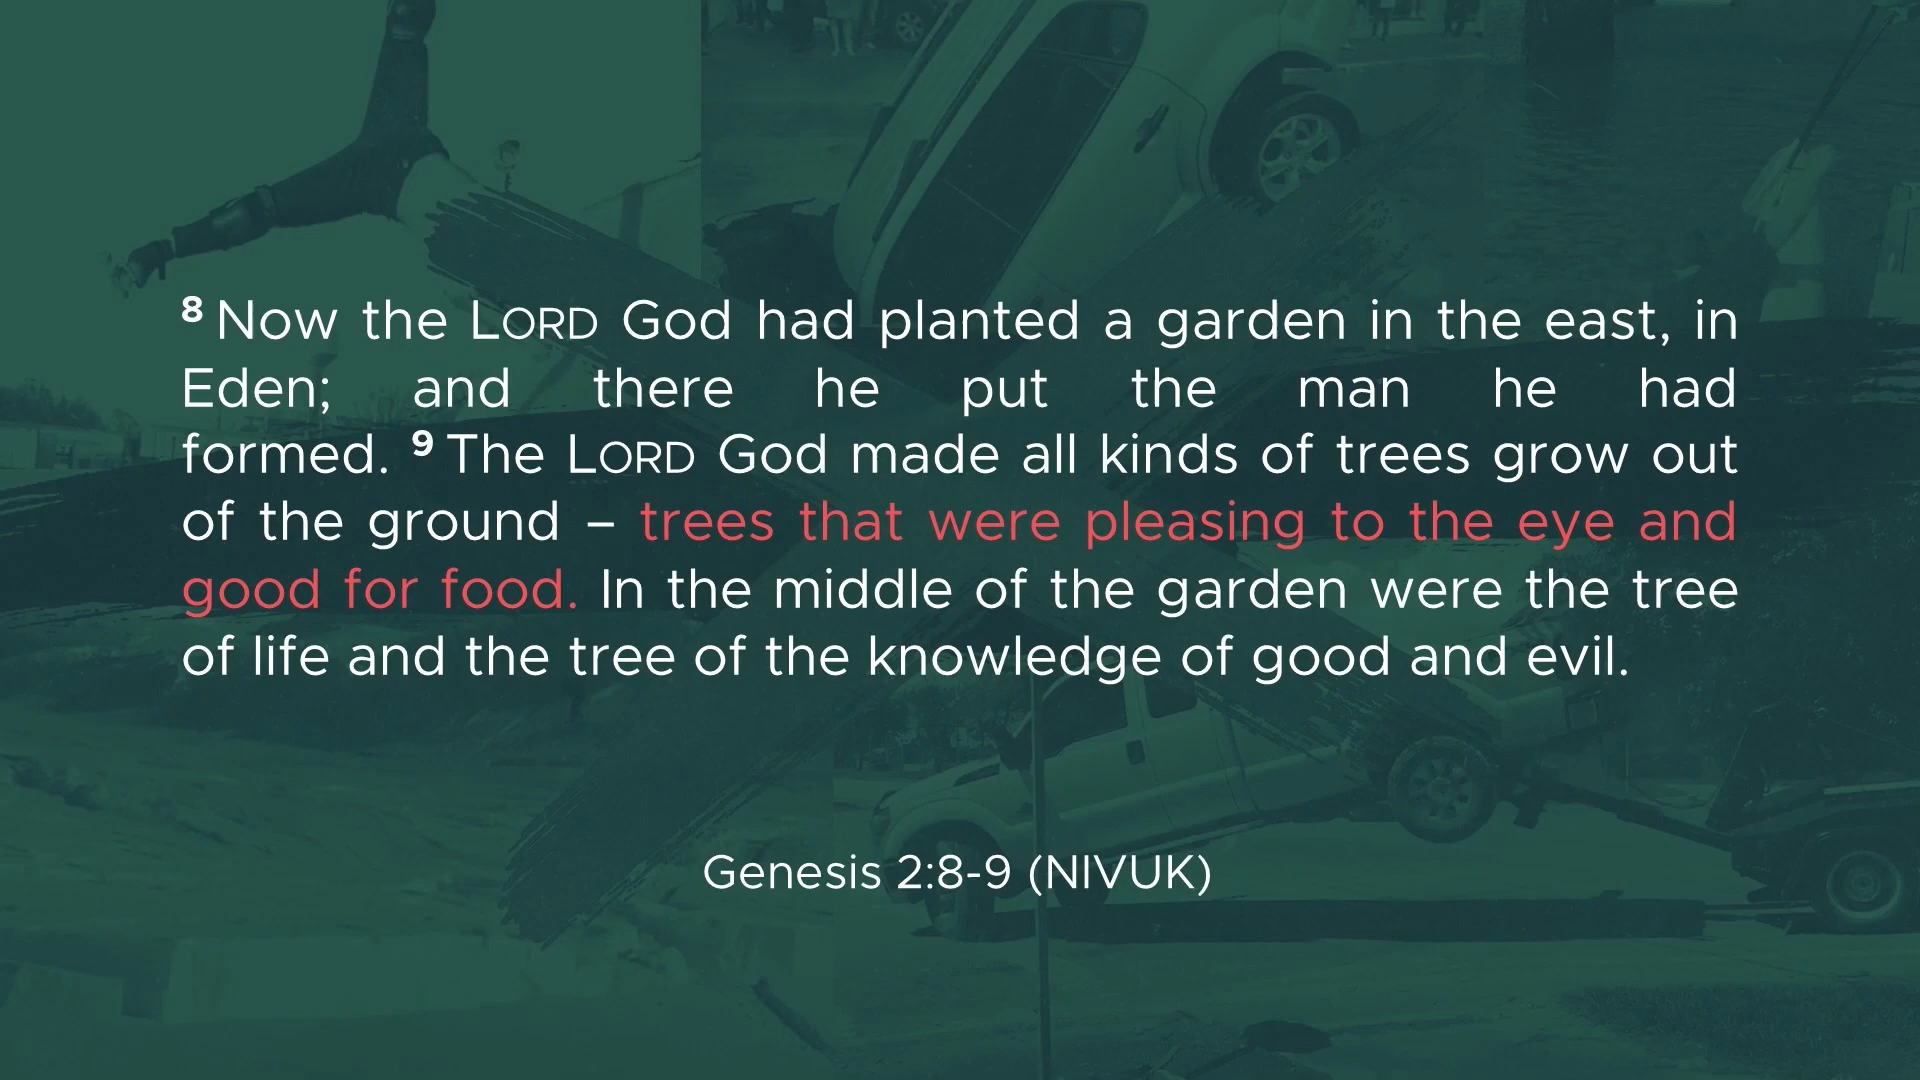 8 Now the LORD God had planted a garden in the east, in
Eden; and there he put the man he had
formed. 9 The LORD God made all kinds of trees grow out
of the ground – trees that were pleasing to the eye and
good for food. In the middle of the garden were the tree
of life and the tree of the knowledge of good and evil.
Genesis 2:8-9 (NIVUK)